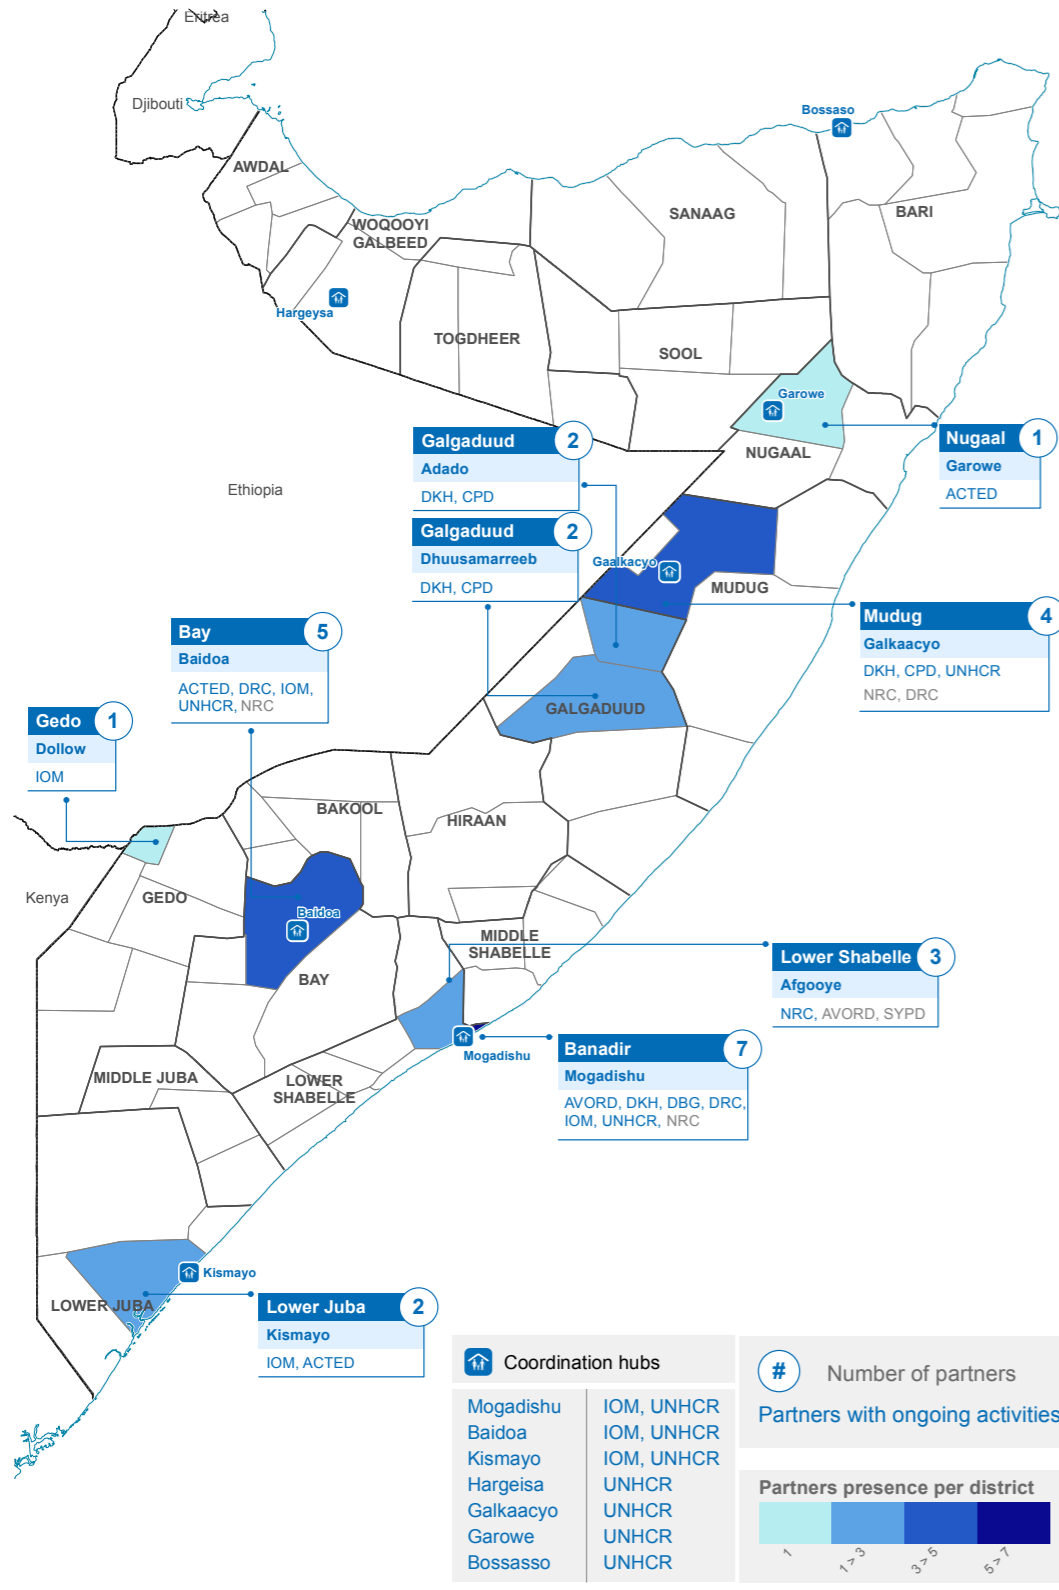 Eritrea
Djibouti
Bossaso
AWDAL
SANAAG
BARI
WOQOOYI
GALBEED
Hargeysa
TOGDHEER
SOOL
Garowe
NUGAAL
Nugaal 1
Garowe
ACTED
Galgaduud 2
Adado
DKH, CPD
Ethiopia
Galgaduud 2
Dhuusamarreeb
DKH, CPD
Gaalkacyo
MUDUG
Mudug 4
Galkaacyo
DKH, CPD, UNHCR
NRC, DRC
Bay 5
Baidoa
ACTED, DRC, IOM,
UNHCR, NRC
GALGADUUD
Gedo 1
Dollow
IOM
BAKOOL
HIRAAN
Kenya
GEDO
Baidoa
MIDDLE
SHABELLE
BAY
Lower Shabelle 3
Afgooye
NRC, AVORD, SYPD
Mogadishu
Banadir 7
Mogadishu
AVORD, DKH, DBG, DRC,
IOM, UNHCR, NRC
MIDDLE JUBA
LOWER
SHABELLE
Kismayo
LOWER JUBA
Lower Juba 2
Kismayo
IOM, ACTED
Coordination hubs
Mogadishu IOM, UNHCR
Baidoa IOM, UNHCR
Kismayo IOM, UNHCR
Hargeisa UNHCR
Galkaacyo UNHCR
Garowe UNHCR
Bossasso UNHCR
# Number of partners
Partners with ongoing activities
Partners presence per district
1 1 > 3 3 > 5 5 > 7